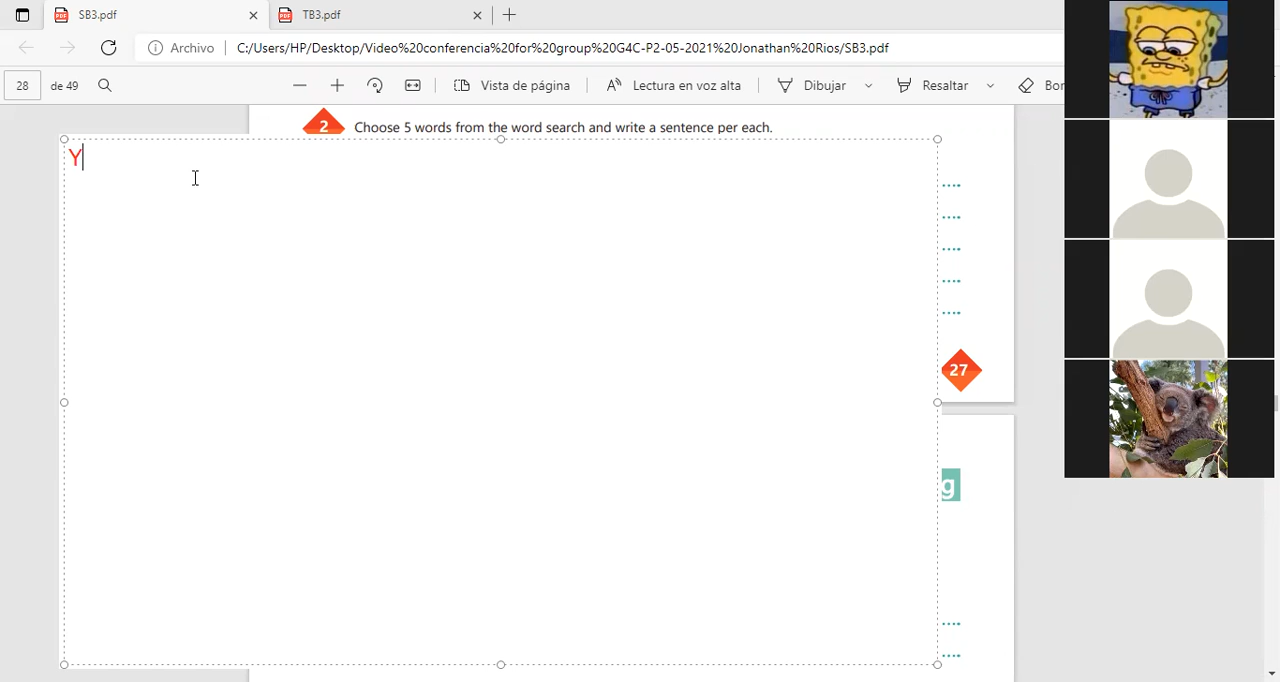 SB3.pdf
TB3.pdf
Archivo
C:/Users/HP/Desktop/Video%20conferencia%20for%20group%20G4C-P2-05-2021%20Jonathan%20Rios/SB3.pdf
28 de 49
Vista de página
Lectura en voz alta
Dibujar
Resaltar
Bor
2 Choose 5 words from the word search and write a sentence per each.
Y
....
....
....
....
....
27
g
....
....